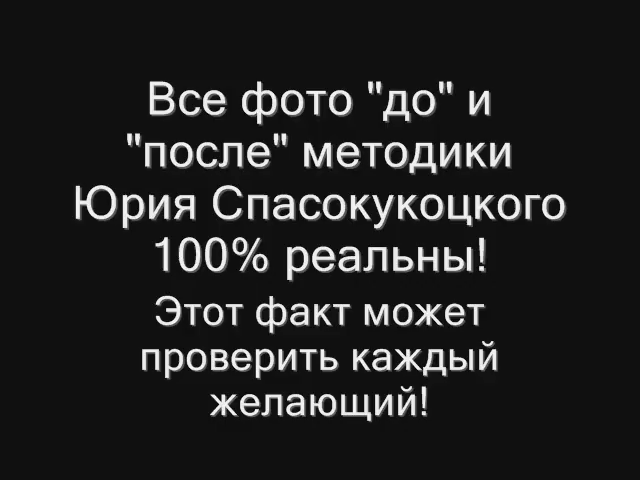 Все фото "до" и
"после" методики
Юрия Спасокукоцкого
100% реальны!
Этот факт может
проверить каждый
желающий!